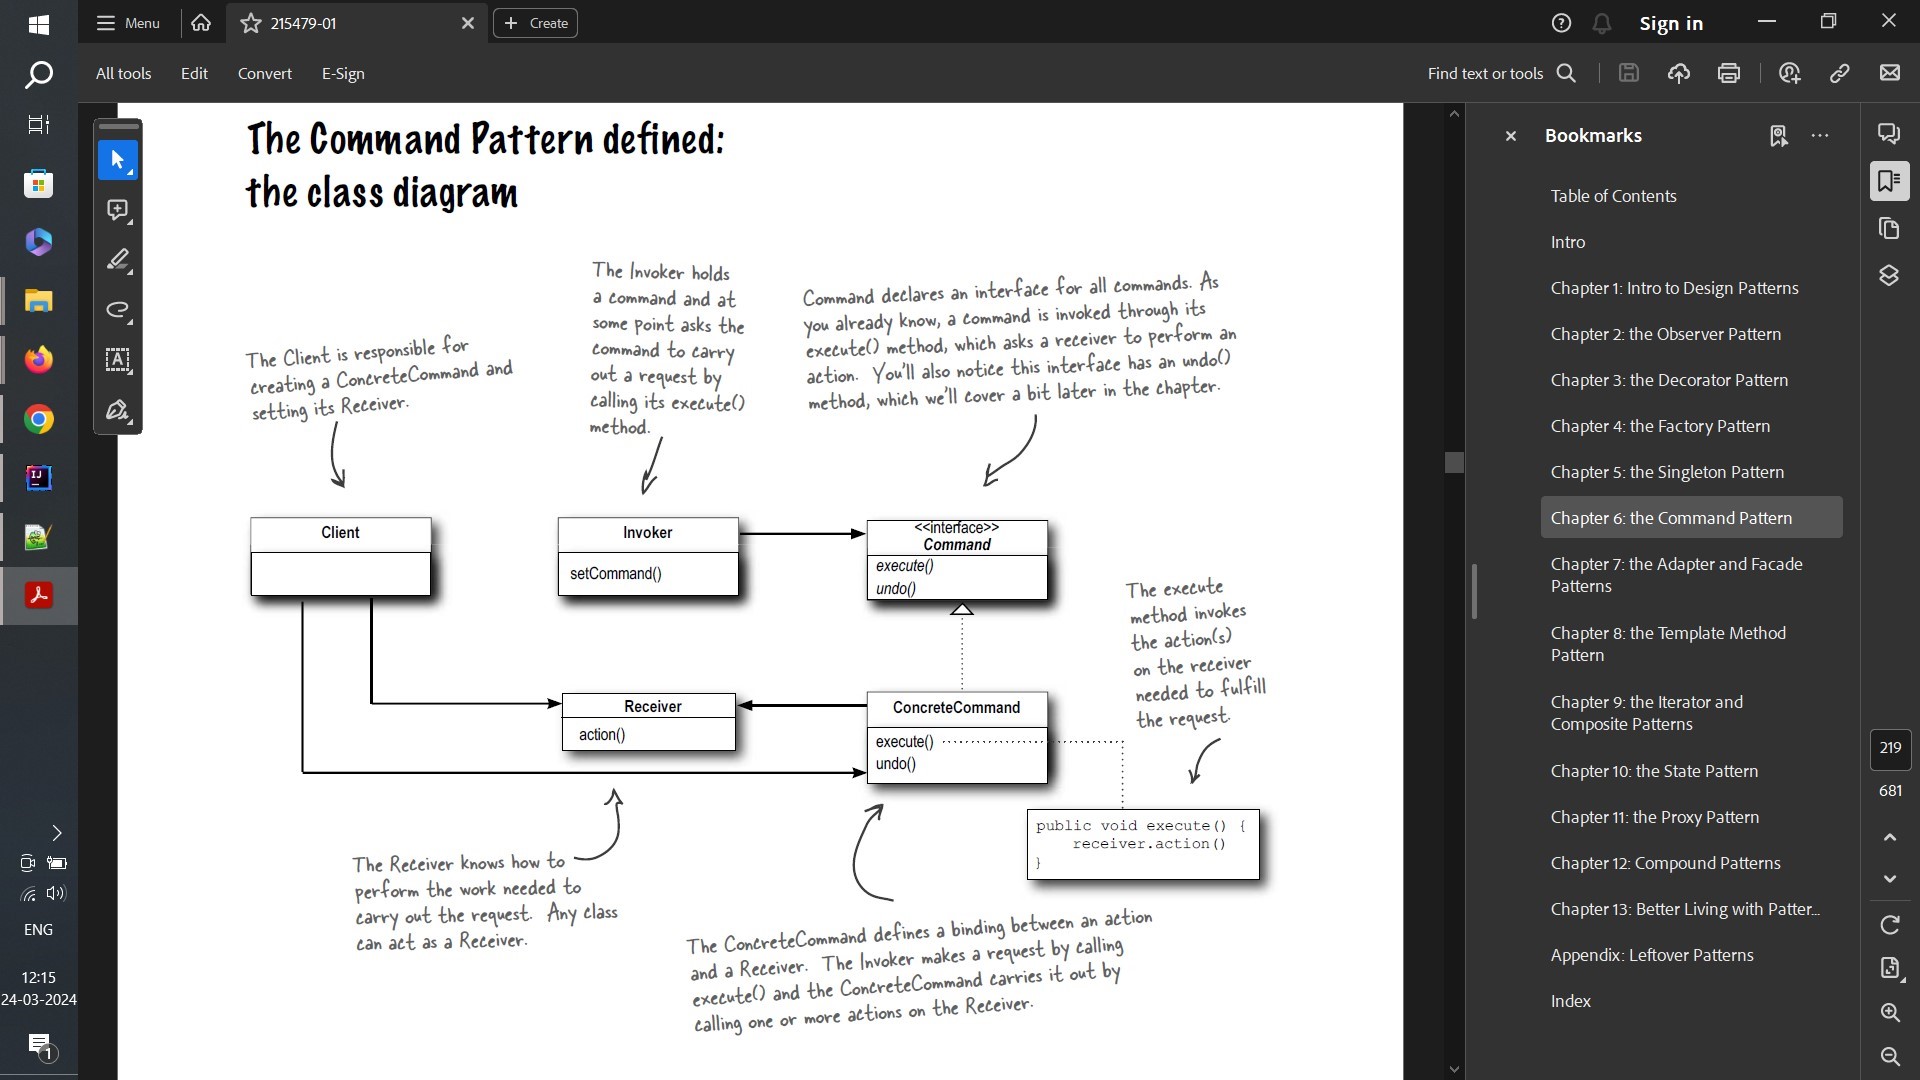 Menu
215479-01
Create
Sign in
All tools
Edit
Convert
E-Sign
Find text or tools
The Command Pattern defined:
the class diagram
The Client is responsible for
creating a ConcreteCommand and
setting its Receiver.
The Invoker holds
a command and at
some point asks the
command to carry
out a request by
calling its execute()
method.
Command declares an interface for all commands. As
you already know, a command is invoked through its
execute() method, which asks a receiver to perform an
action. You'll also notice this interface has an undo()
method, which we'll cover a bit later in the chapter.
Client
Invoker
setCommand()
<<interface>>
Command
execute()
undo()
The execute
method invokes
the action(s)
on the receiver
needed to fulfill
the request.
Receiver
action()
ConcreteCommand
execute()
undo()
public void execute() {
receiver.action()
}
The Receiver knows how to
perform the work needed to
carry out the request. Any class
can act as a Receiver.
The ConcreteCommand defines a binding between an action
and a Receiver. The Invoker makes a request by calling
execute() and the ConcreteCommand carries it out by
calling one or more actions on the Receiver.
Bookmarks
Table of Contents
Intro
Chapter 1: Intro to Design Patterns
Chapter 2: the Observer Pattern
Chapter 3: the Decorator Pattern
Chapter 4: the Factory Pattern
Chapter 5: the Singleton Pattern
Chapter 6: the Command Pattern
Chapter 7: the Adapter and Facade
Patterns
Chapter 8: the Template Method
Pattern
Chapter 9: the Iterator and
Composite Patterns
Chapter 10: the State Pattern
Chapter 11: the Proxy Pattern
Chapter 12: Compound Patterns
Chapter 13: Better Living with Patter...
Appendix: Leftover Patterns
Index
219
681
IJ
ENG
12:15
24-03-2024
1